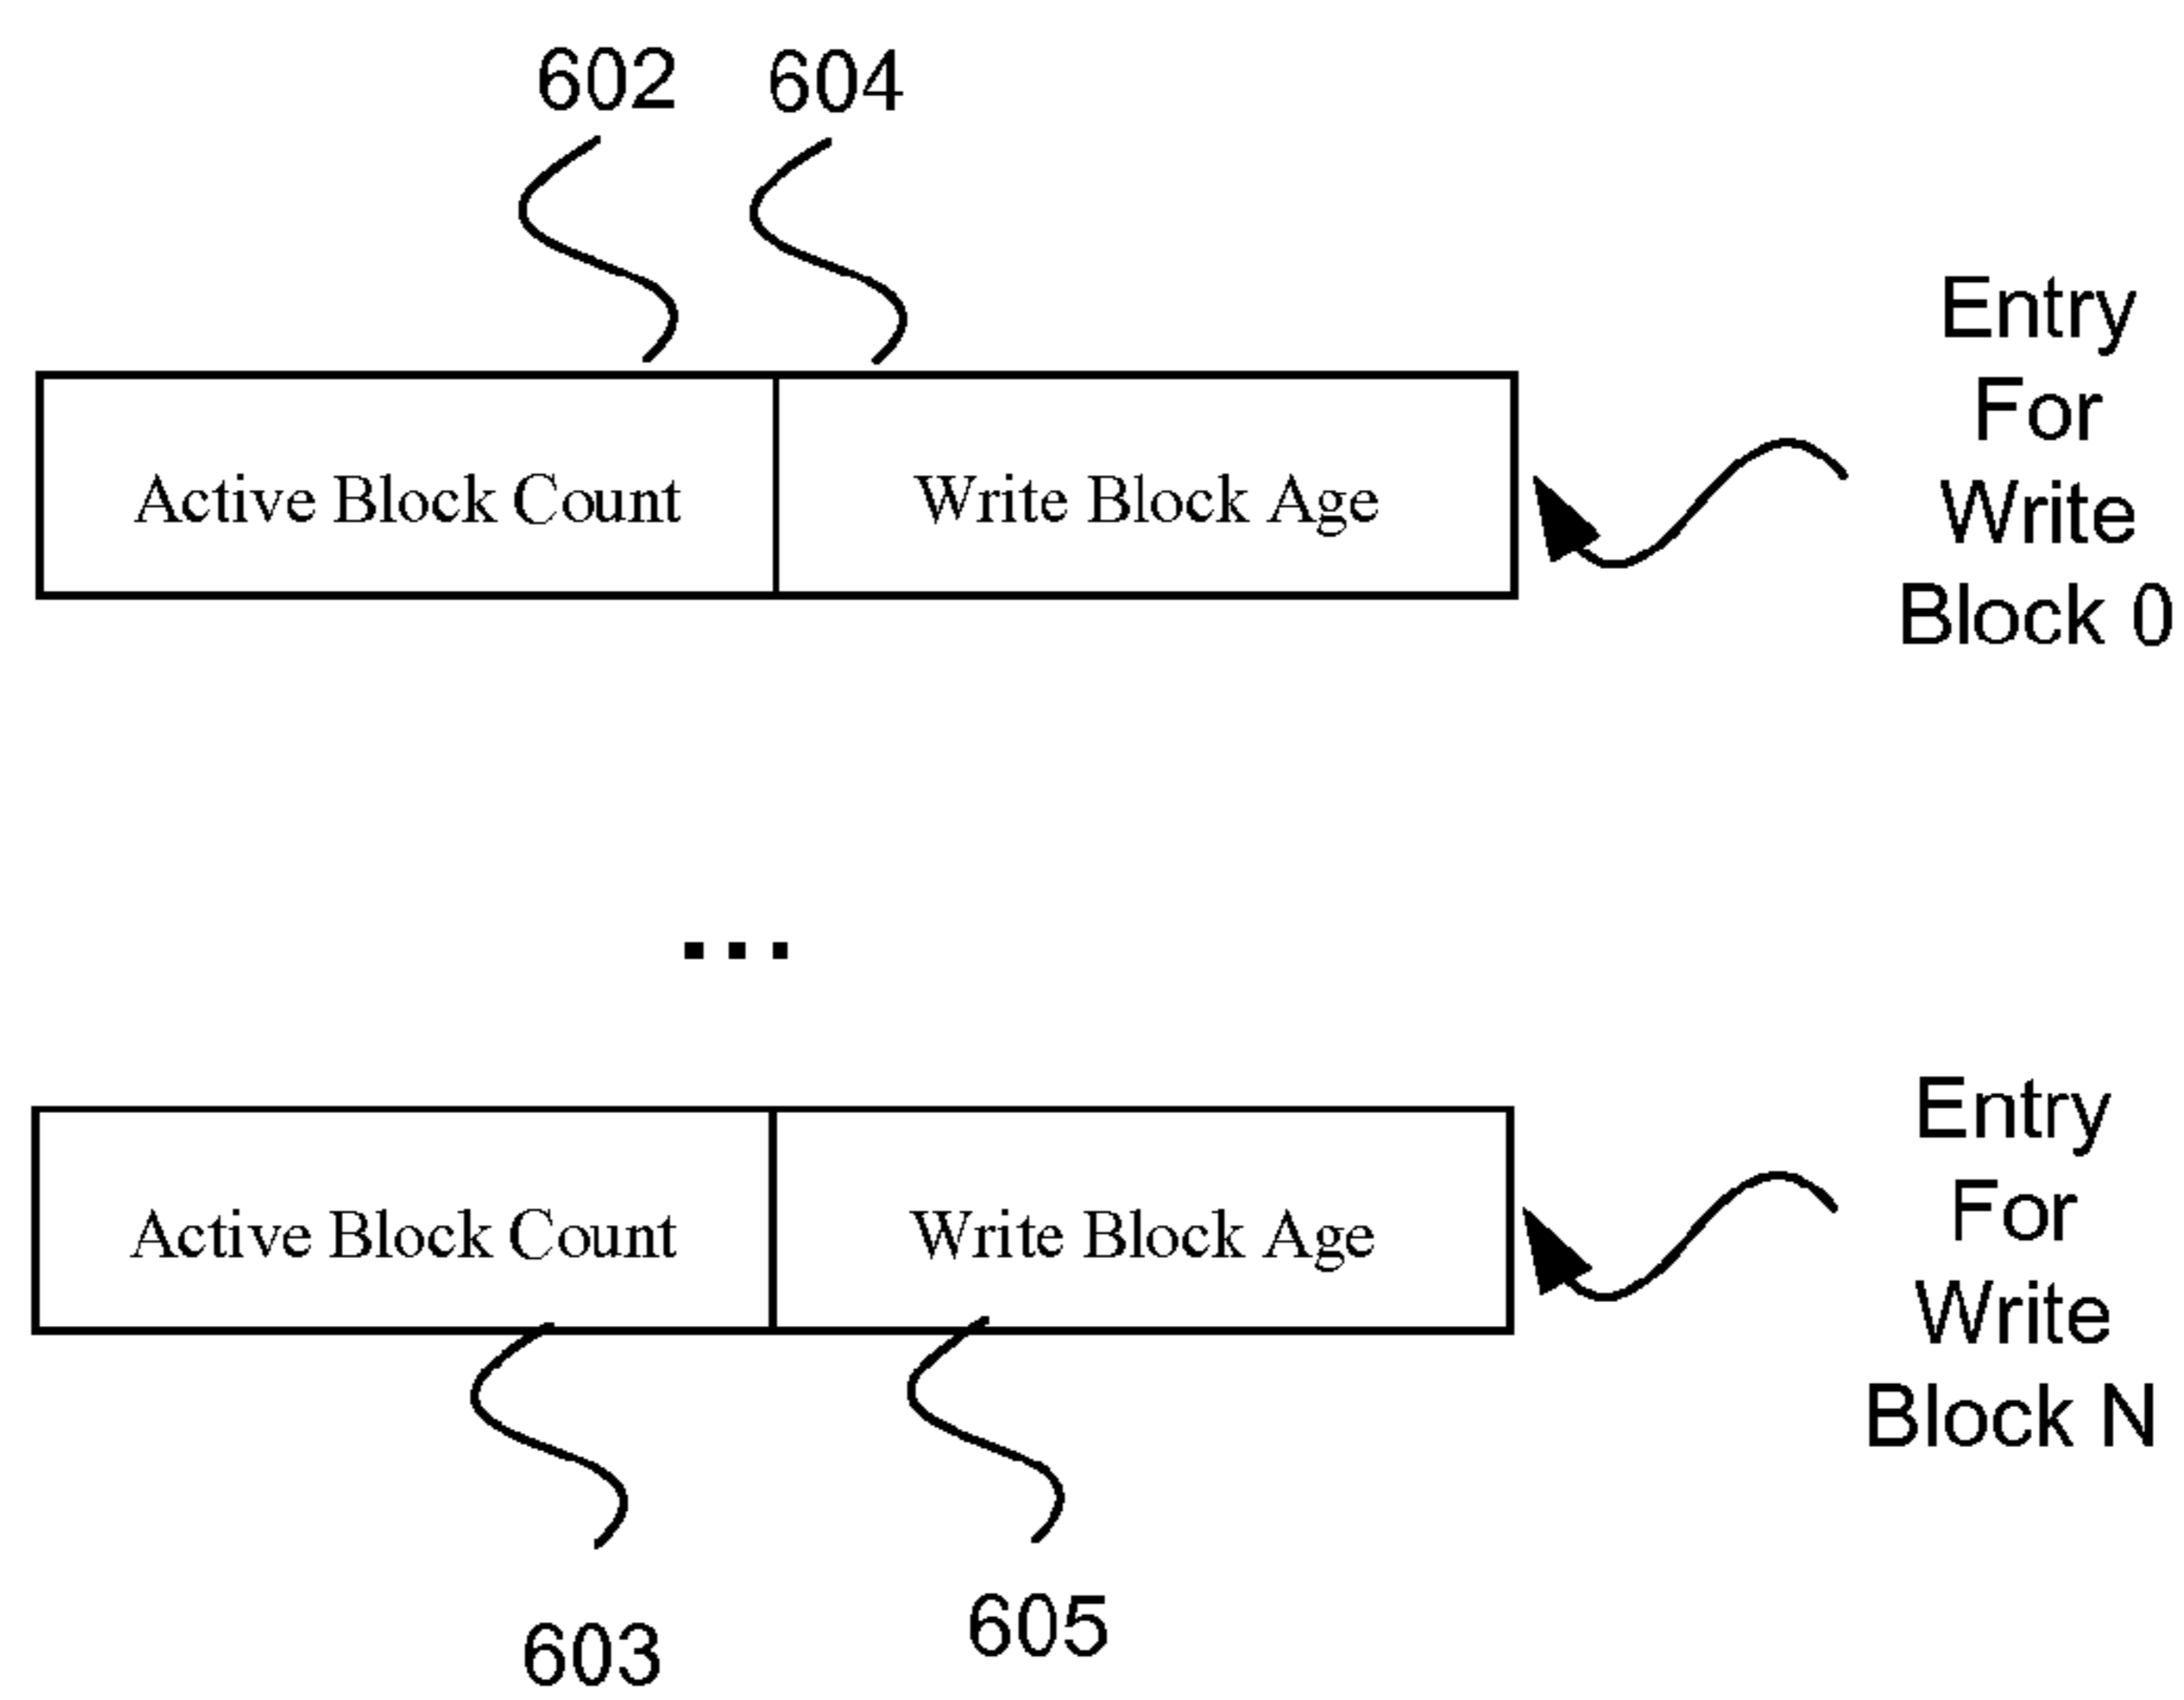 602 604
Entry
For
Write
Block 0
Active Block Count Write Block Age
...
Entry
For
Write
Block N
Active Block Count Write Block Age
603 605